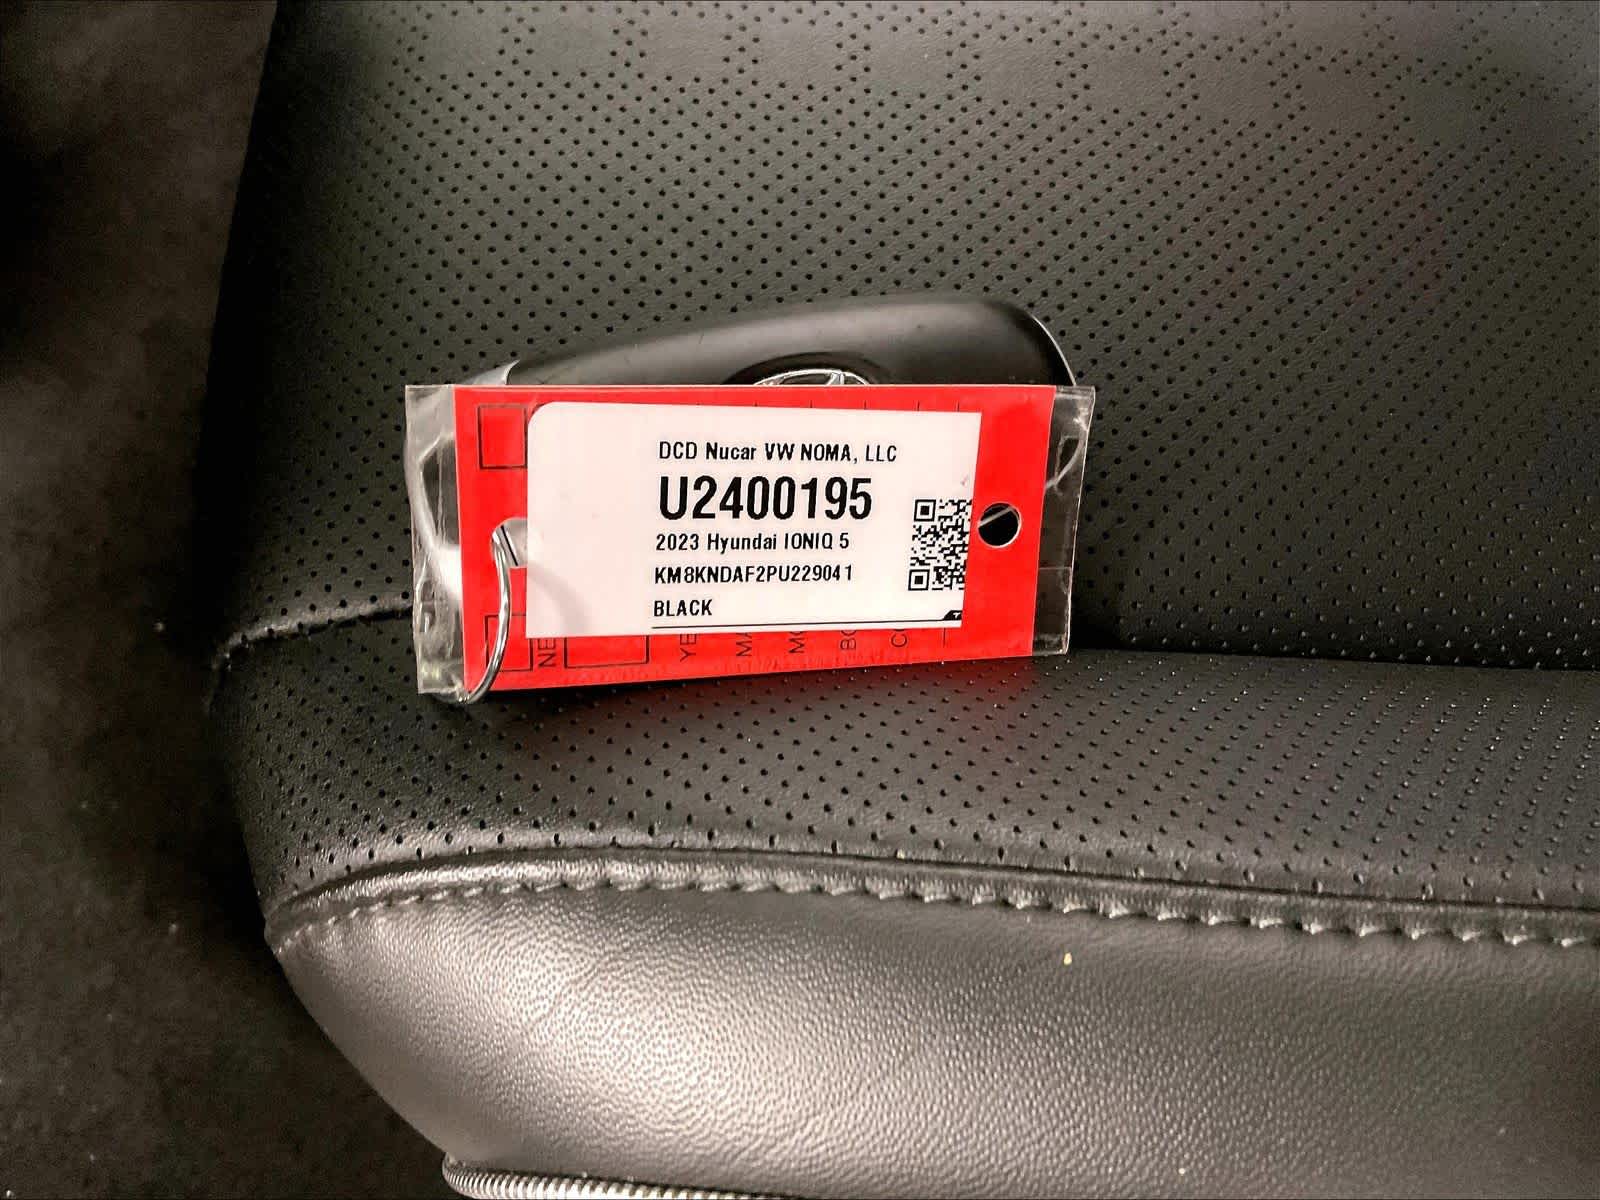 DCD Nucar VW NOMA, LLC
U2400195
2023 Hyundai IONIQ 5
KM8KNDAF2PU229041
BLACK